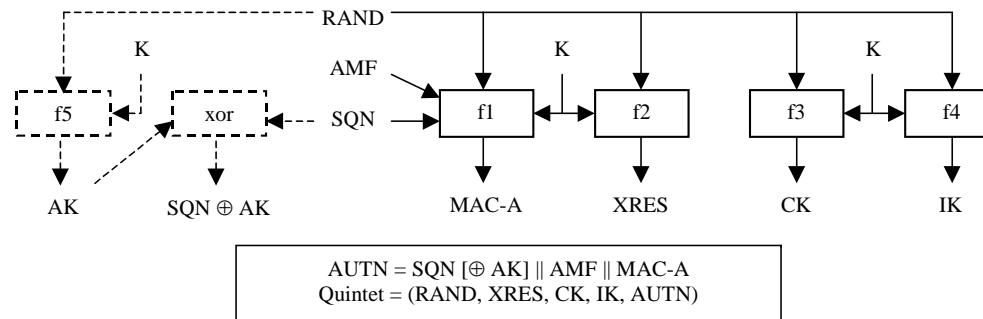 RAND
K
K
K
AMF
f5
xor
SQN
f1
f2
f3
f4
AK
SQN ⊕ AK
MAC-A
XRES
CK
IK
AUTN = SQN [⊕ AK] || AMF || MAC-A
Quintet = (RAND, XRES, CK, IK, AUTN)